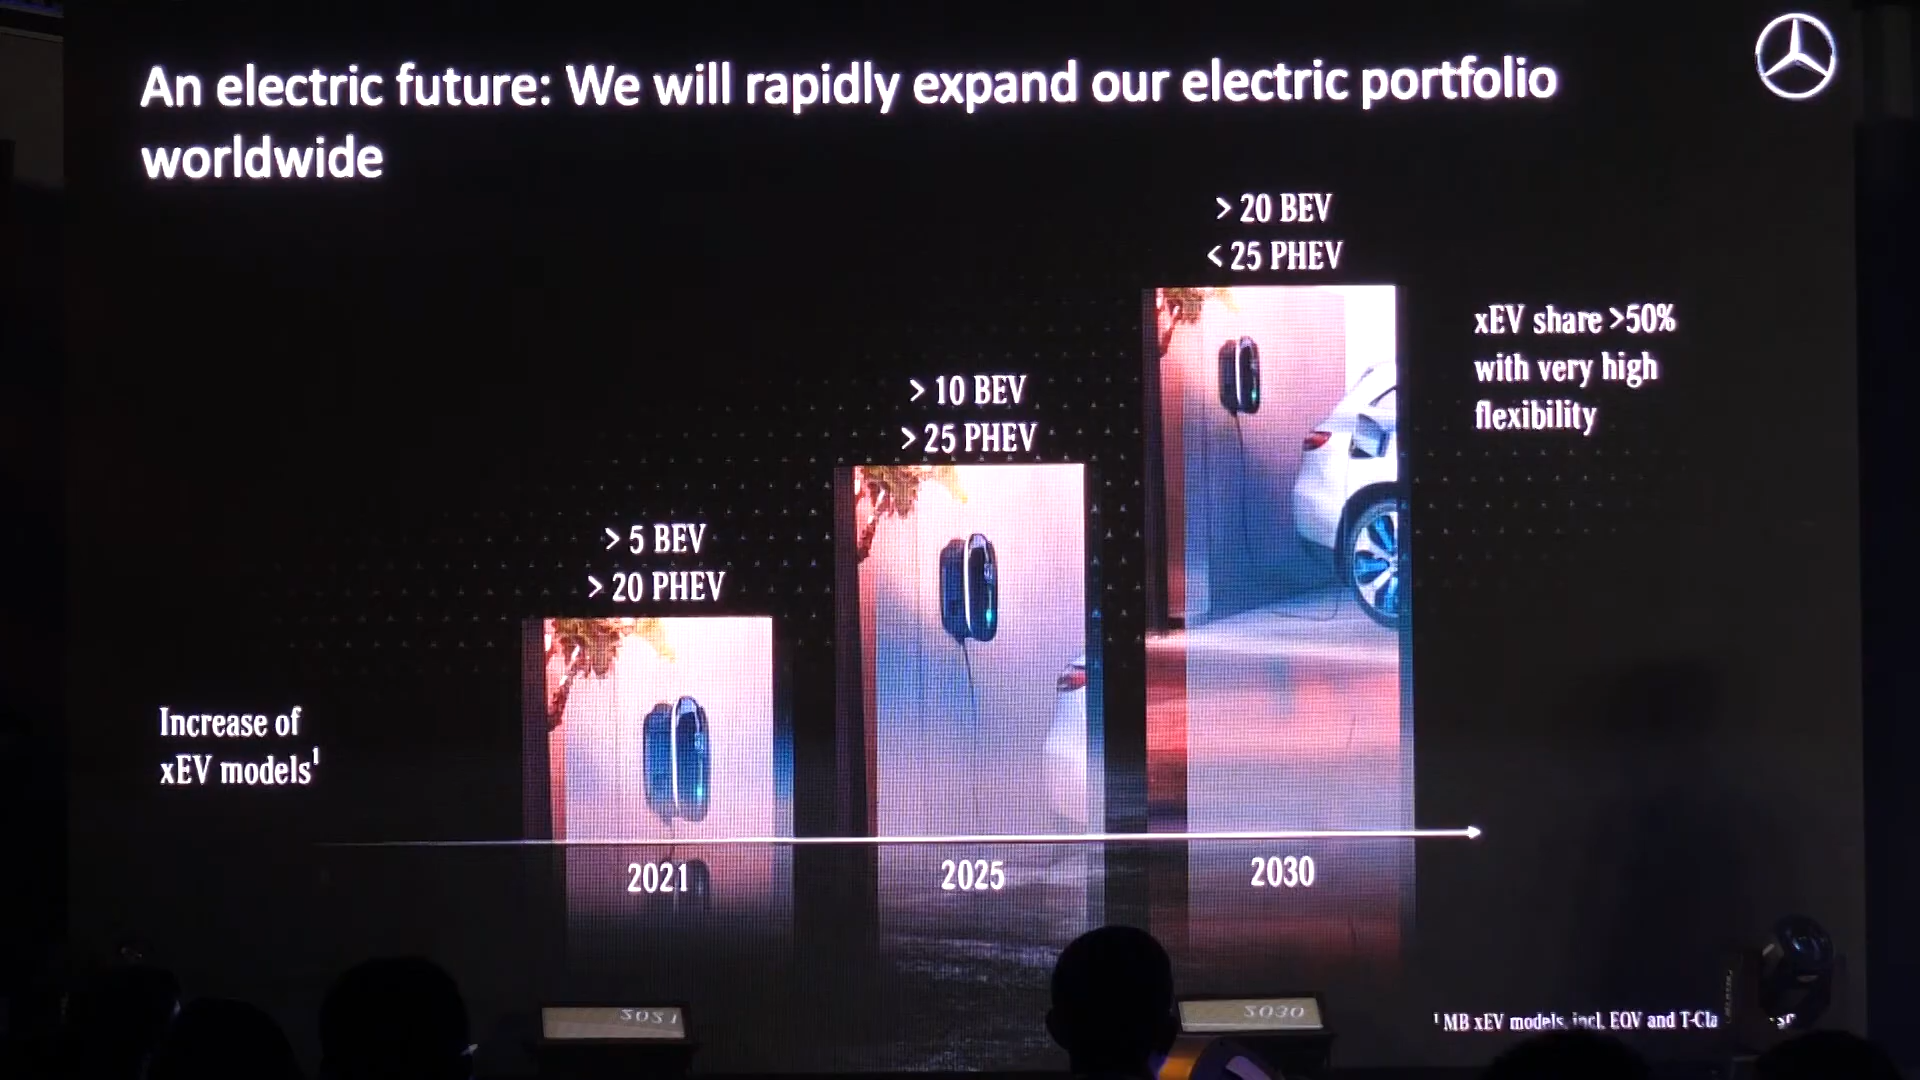 An electric future: We will rapidly expand our electric portfolio
worldwide
> 20 BEV
< 25 PHEV
xEV share >50%
with very high
flexibility
> 10 BEV
> 25 PHEV
> 5 BEV
> 20 PHEV
Increase of
xEV models¹
2021
2025
2030
2021
2030
¹ MB xEV models, incl. EQV and